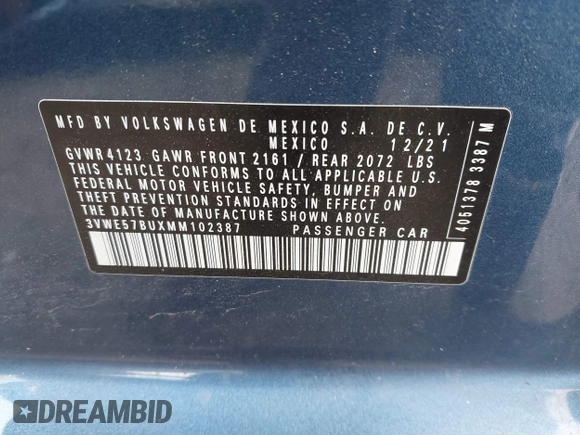 MFD BY VOLKSWAGEN DE MEXICO S.A. DE C.V.
MEXICO 12/21
GVWR 4123 GAWR FRONT 2161 / REAR 2072 LBS
THIS VEHICLE CONFORMS TO ALL APPLICABLE U.S.
FEDERAL MOTOR VEHICLE SAFETY, BUMPER AND
THEFT PREVENTION STANDARDS IN EFFECT ON THE
DATE OF MANUFACTURE SHOWN ABOVE.
3VWE57BUXMM102387 PASSENGER CAR
4051378 3387 M
DREAMBID